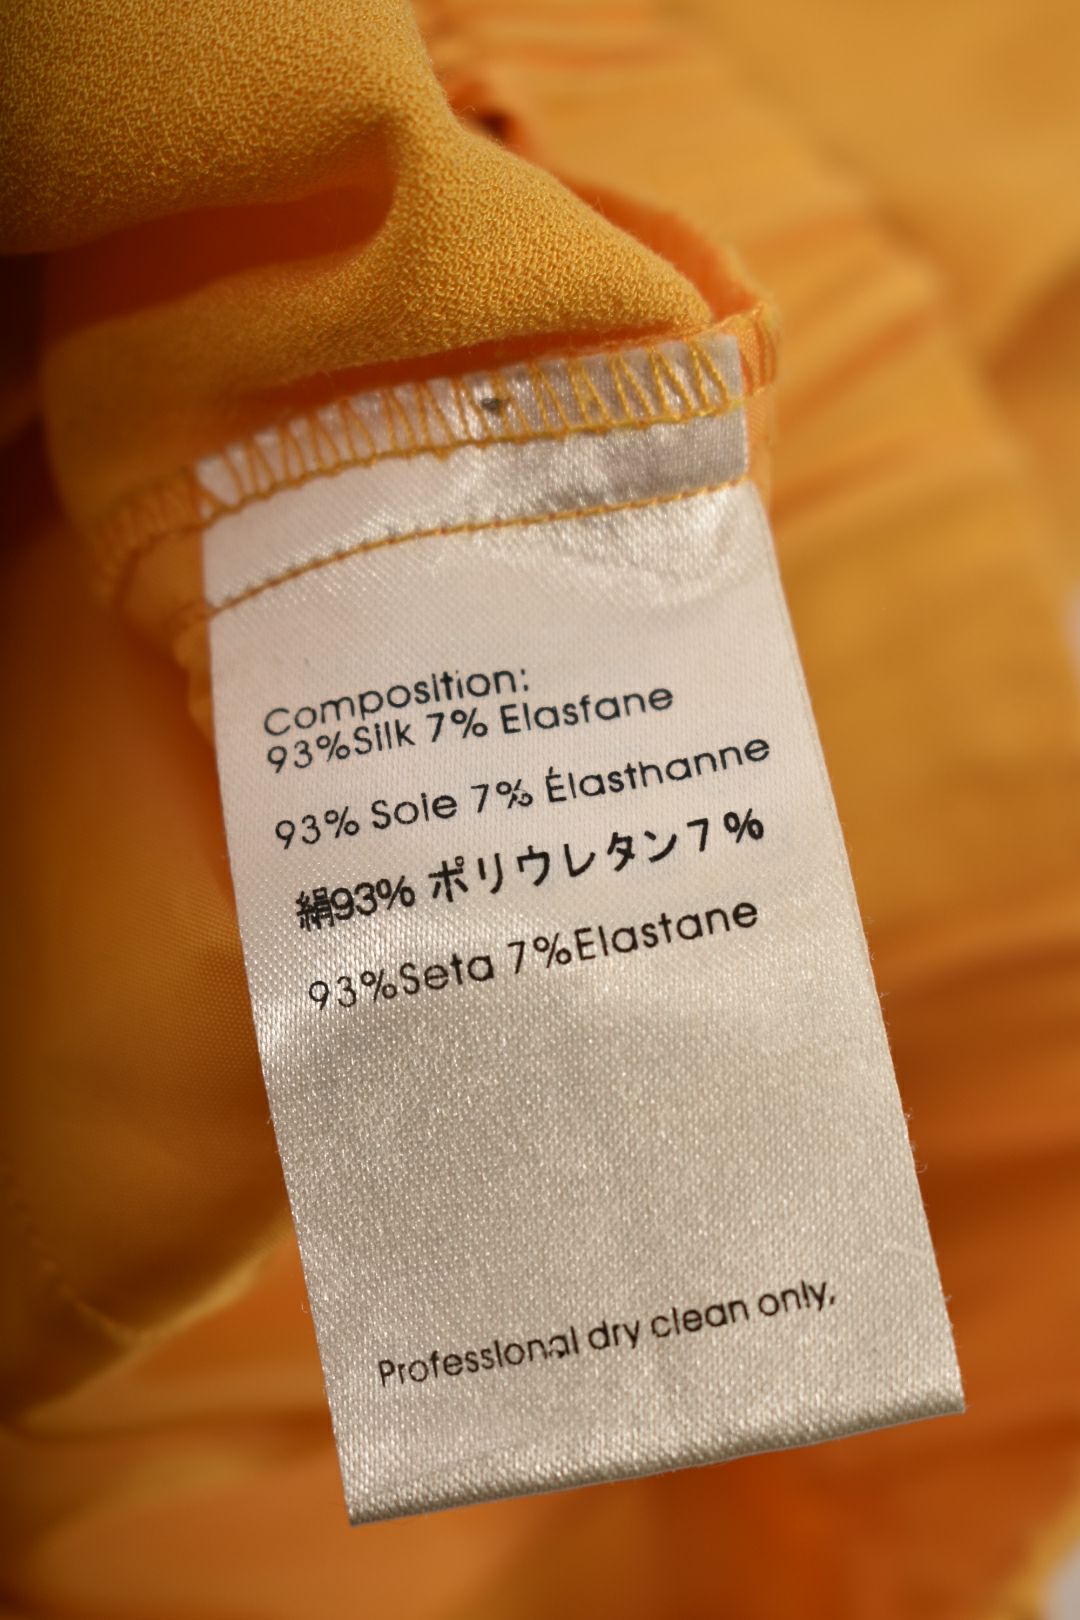 Composition:
93%Silk 7% Elasfane
93% Soie 7% Élasthanne
絹93% ポリウレタン7%
93%Seta 7%Elastane
Professional dry clean only,